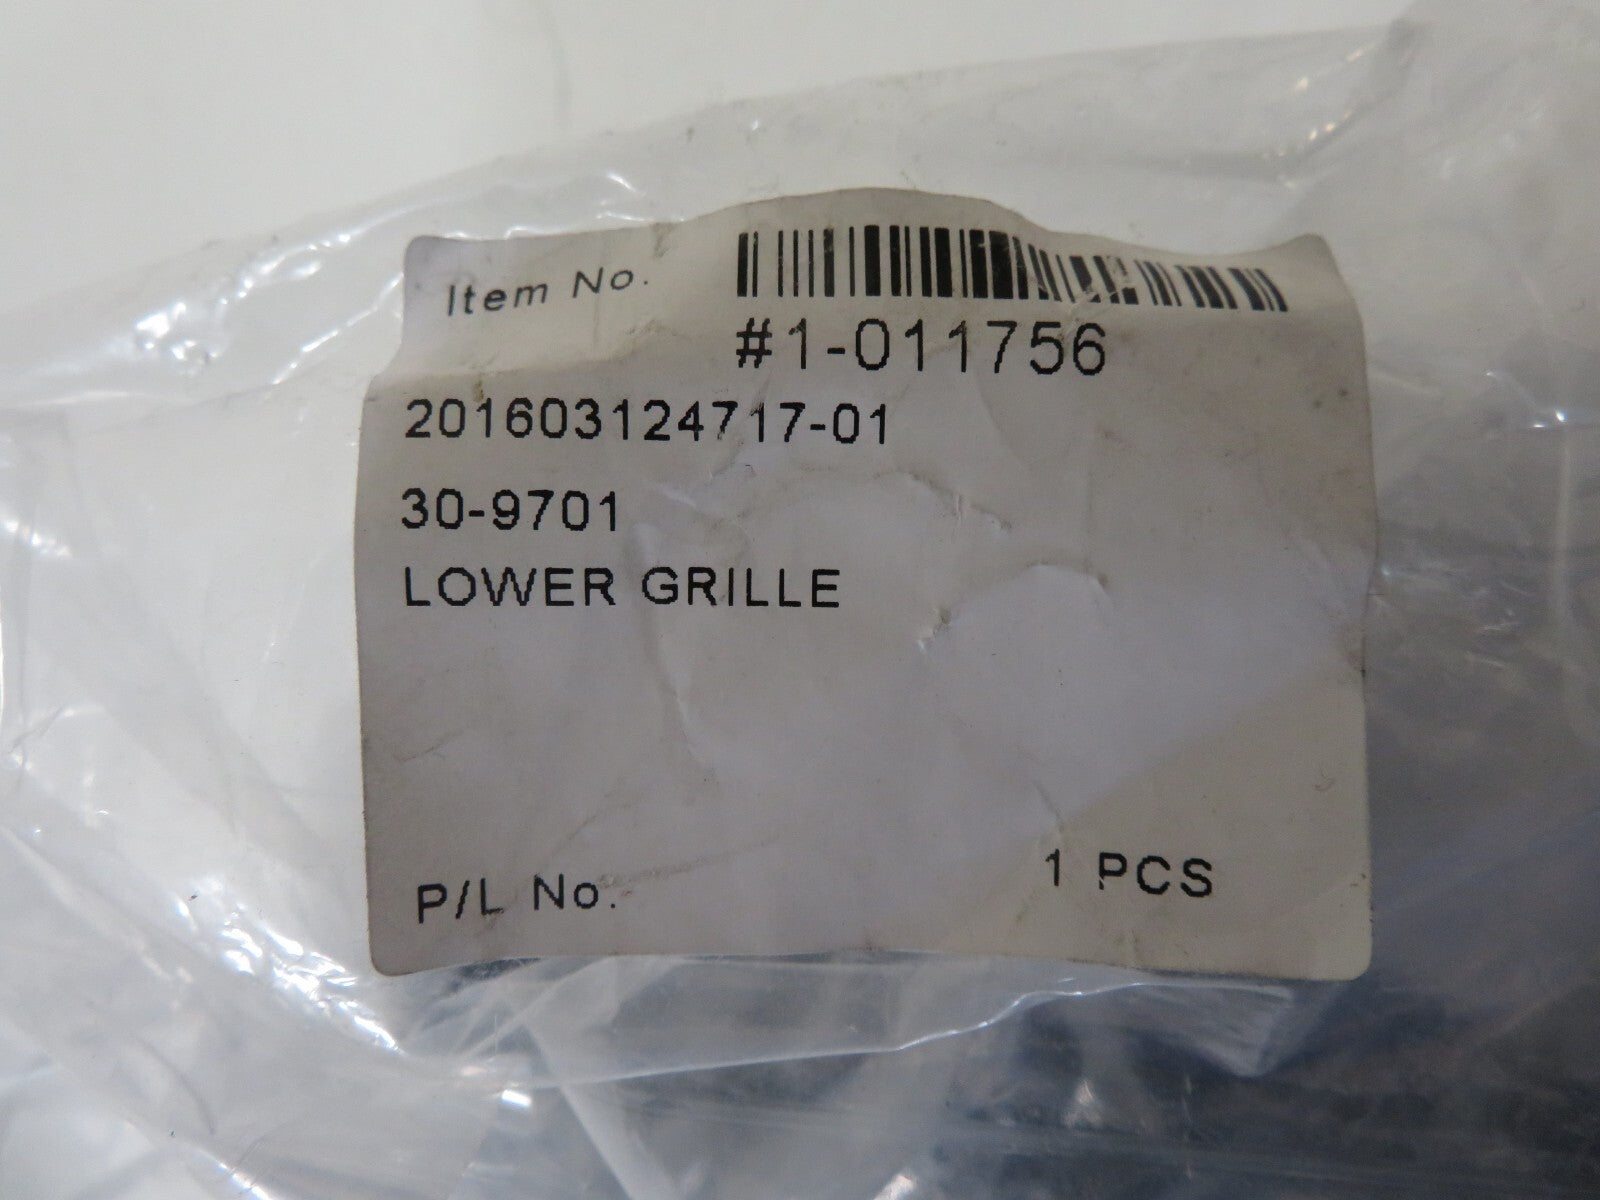 Item No.
#1-011756
201603124717-01
30-9701
LOWER GRILLE
P/L No. 1 PCS